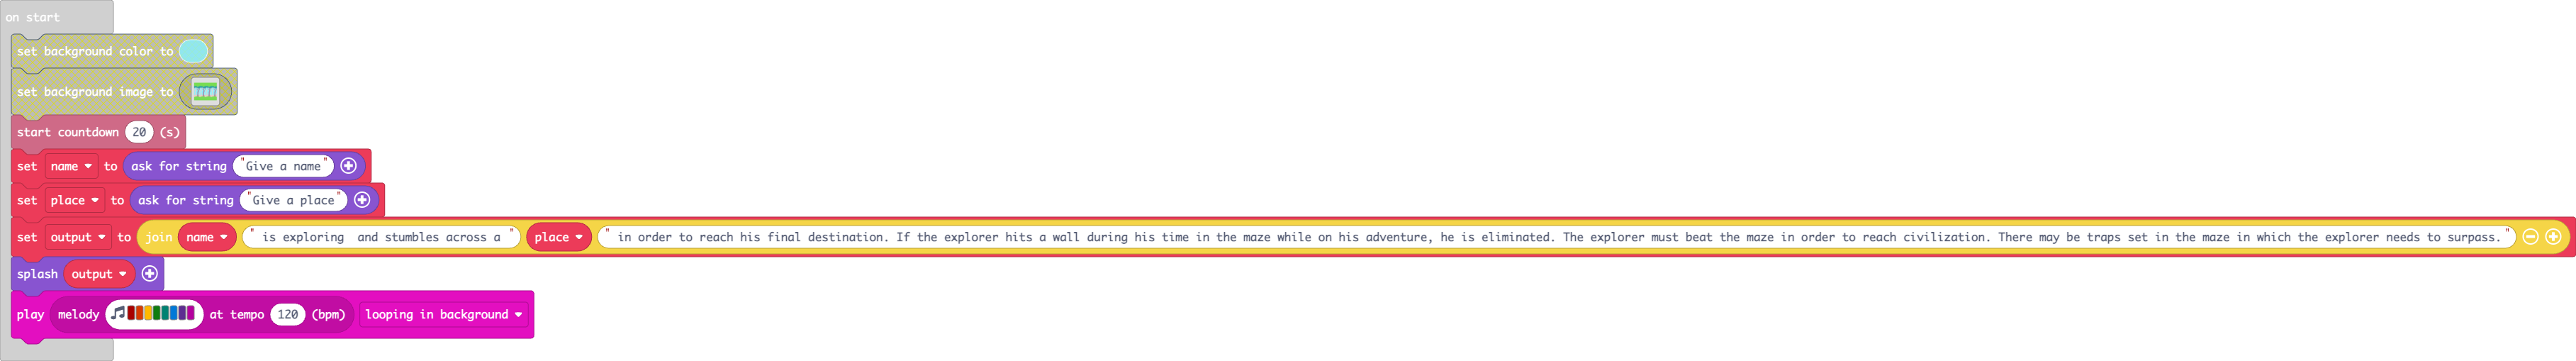 on start
set background color to
set background image to
start countdown 20 (s)
set name to ask for string "Give a name"
set place to ask for string "Give a place"
set output to join name " is exploring  and stumbles across a " place " in order to reach his final destination. If the explorer hits a wall during his time in the maze while on his adventure, he is eliminated. The explorer must beat the maze in order to reach civilization. There may be traps set in the maze in which the explorer needs to surpass. "
splash output
play melody at tempo 120 (bpm) looping in background